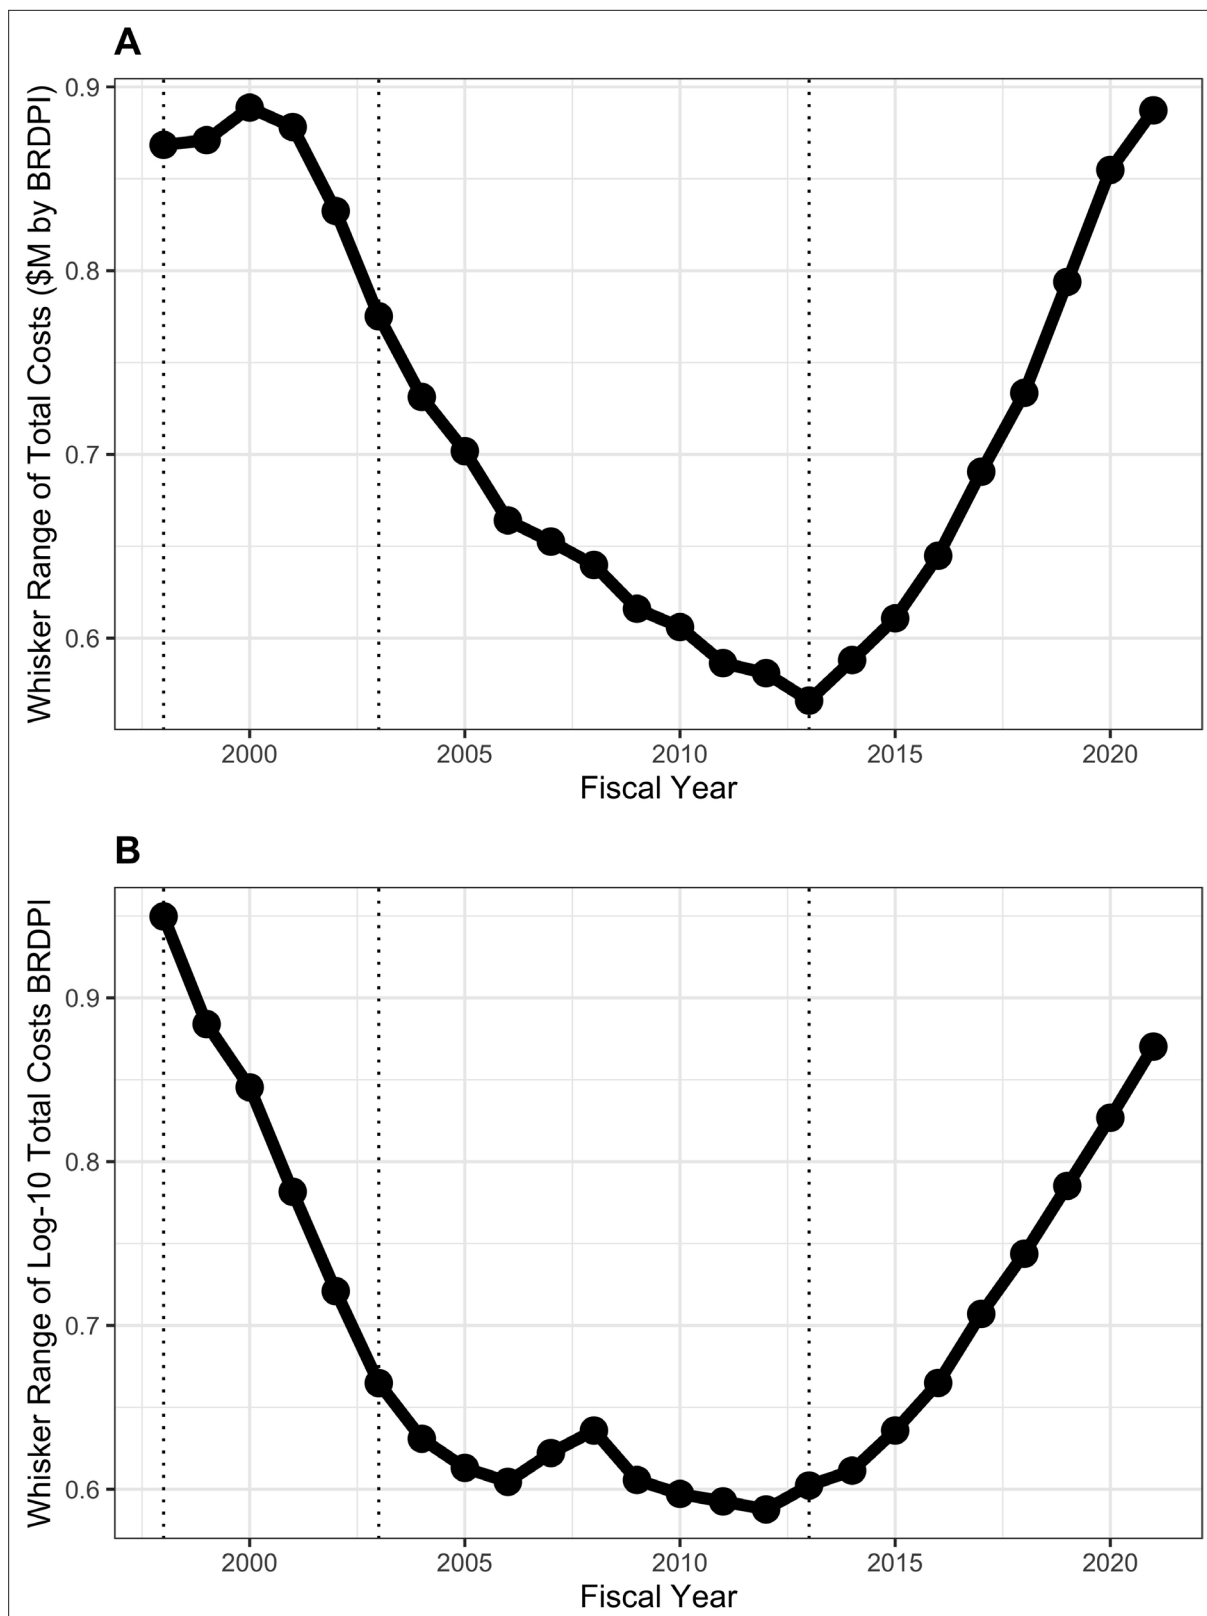 A
Whisker Range of Total Costs ($M by BRDPI)
0.9
0.8
0.7
0.6
2000 2005 2010 2015 2020
Fiscal Year
B
Whisker Range of Log-10 Total Costs BRDPI
0.9
0.8
0.7
0.6
2000 2005 2010 2015 2020
Fiscal Year